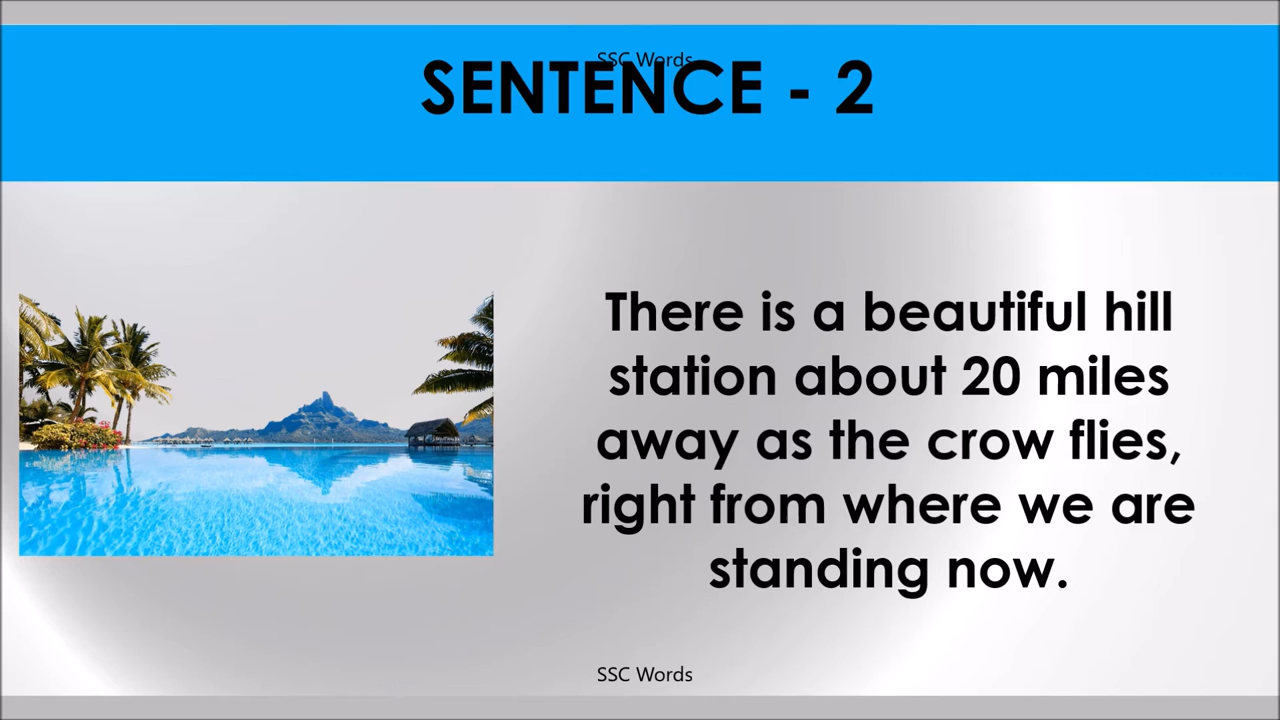 SSC Words
SENTENCE - 2
There is a beautiful hill
station about 20 miles
away as the crow flies,
right from where we are
standing now.
SSC Words